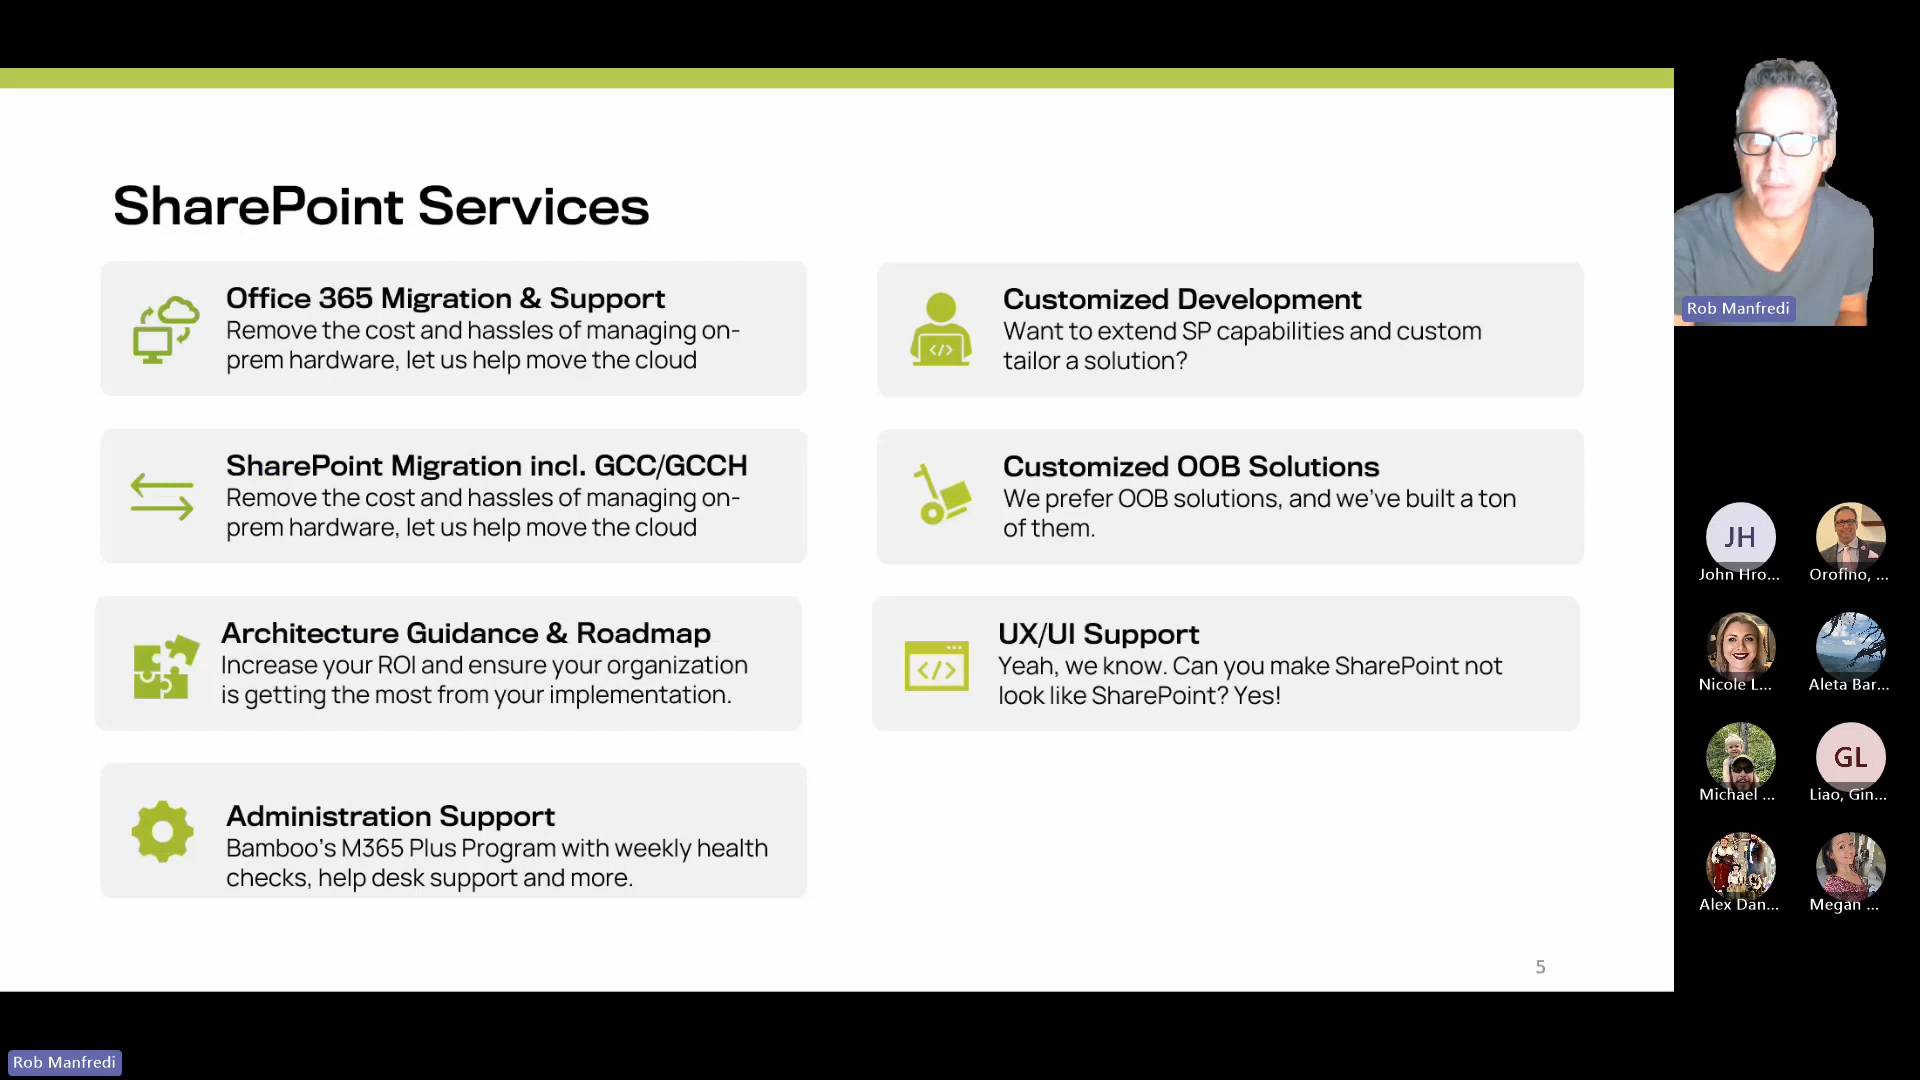 SharePoint Services
Office 365 Migration & Support
Remove the cost and hassles of managing on-
prem hardware, let us help move the cloud
SharePoint Migration incl. GCC/GCCH
Remove the cost and hassles of managing on-
prem hardware, let us help move the cloud
Architecture Guidance & Roadmap
Increase your ROI and ensure your organization
is getting the most from your implementation.
Administration Support
Bamboo's M365 Plus Program with weekly health
checks, help desk support and more.
Customized Development
Want to extend SP capabilities and custom
tailor a solution?
</>
Customized OOB Solutions
We prefer OOB solutions, and we've built a ton
of them.
UX/UI Support
Yeah, we know. Can you make SharePoint not
look like SharePoint? Yes!
</>
5
Rob Manfredi
JH
John Hro...
Orofino, ...
Nicole L...
Aleta Bar...
Michael ...
GL
Liao, Gin...
Alex Dan...
Megan ...
Rob Manfredi